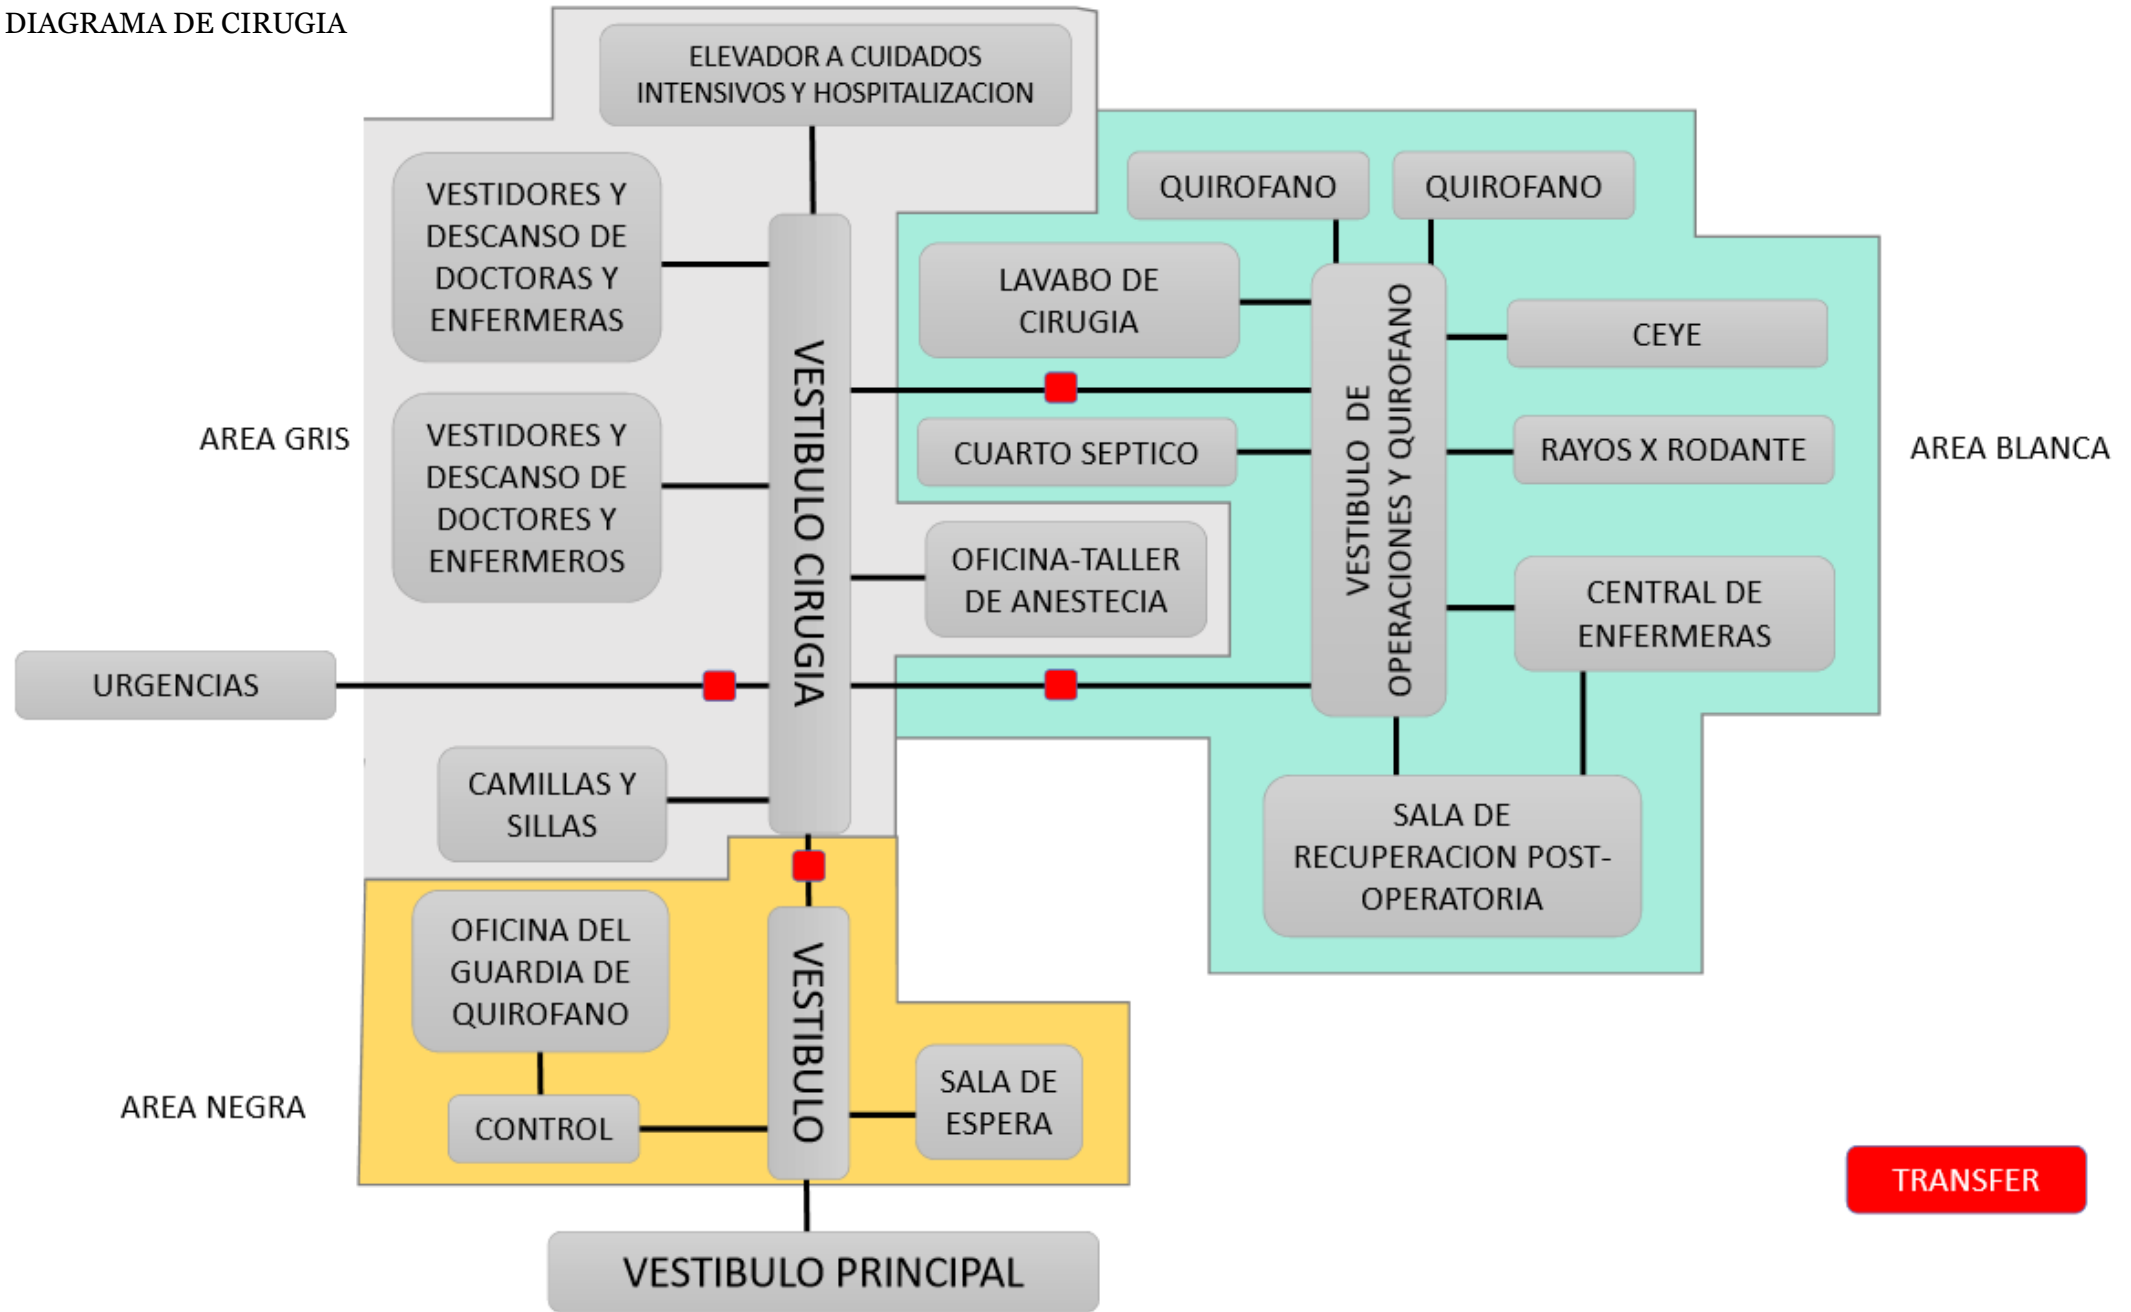 DIAGRAMA DE CIRUGIA
ELEVADOR A CUIDADOS
INTENSIVOS Y HOSPITALIZACION
VESTIDORES Y
DESCANSO DE
DOCTORAS Y
ENFERMERAS
VESTIDORES Y
DESCANSO DE
DOCTORES Y
ENFERMEROS
AREA GRIS
URGENCIAS
CAMILLAS Y
SILLAS
VESTIBULO CIRUGIA
OFICINA-TALLER
DE ANESTECIA
QUIROFANO
QUIROFANO
LAVABO DE
CIRUGIA
CUARTO SEPTICO
VESTIBULO DE
OPERACIONES Y QUIROFANO
CEYE
RAYOS X RODANTE
CENTRAL DE
ENFERMERAS
AREA BLANCA
SALA DE
RECUPERACION POST-
OPERATORIA
OFICINA DEL
GUARDIA DE
QUIROFANO
CONTROL
AREA NEGRA
VESTIBULO
SALA DE
ESPERA
VESTIBULO PRINCIPAL
TRANSFER